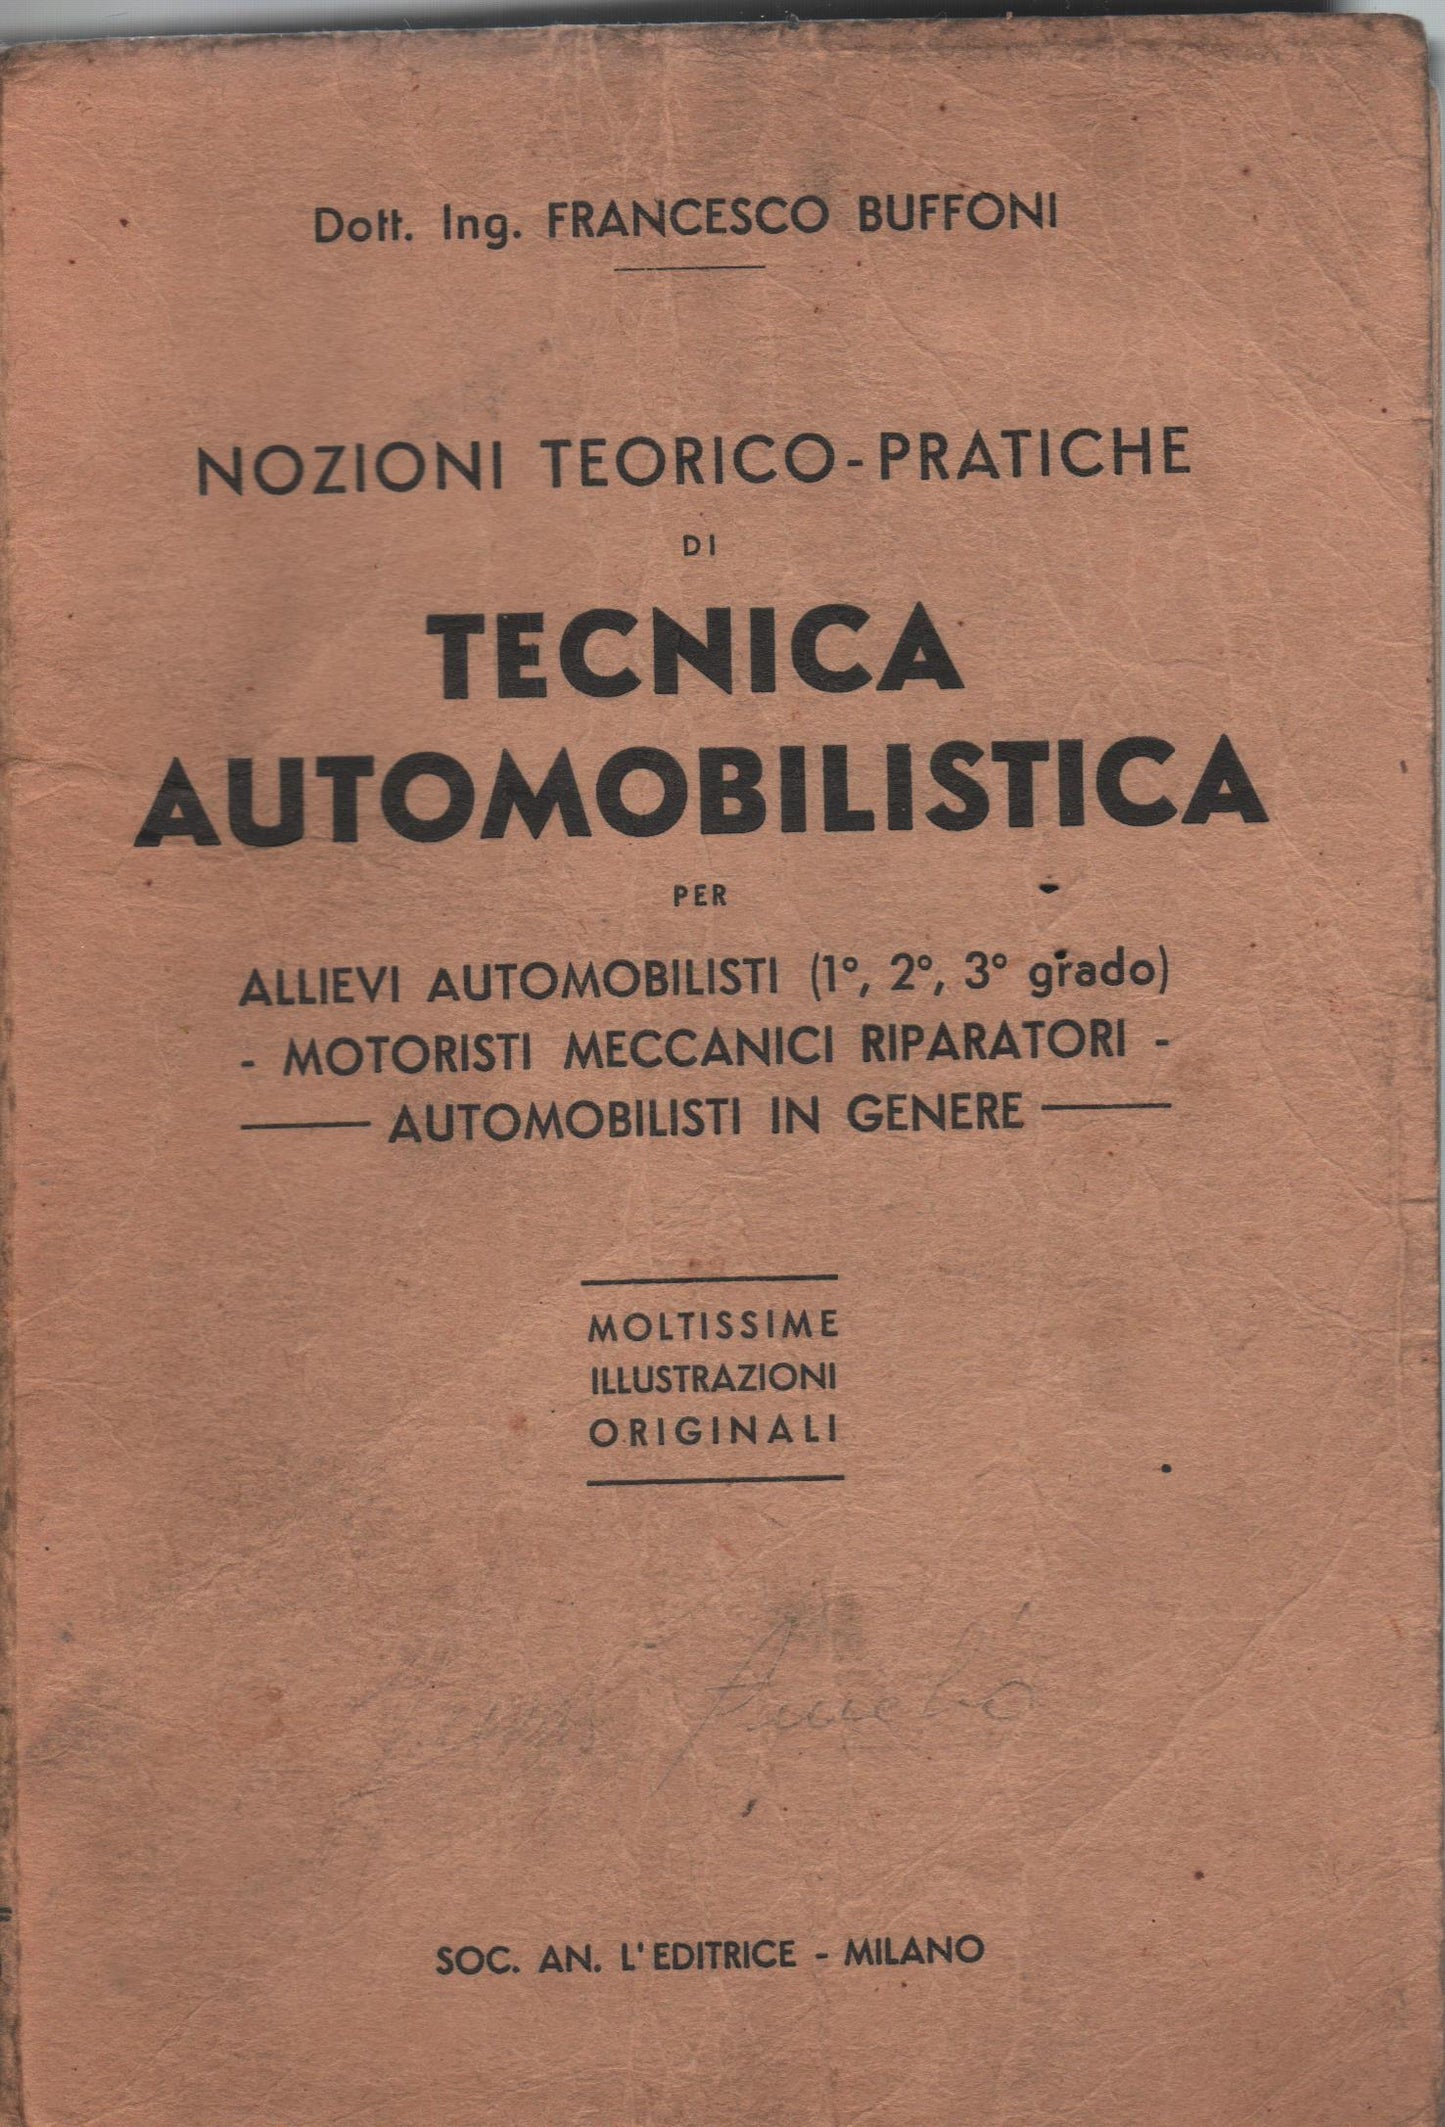 Dott. Ing. FRANCESCO BUFFONI
NOZIONI TEORICO-PRATICHE
DI
TECNICA
AUTOMOBILISTICA
PER
ALLIEVI AUTOMOBILISTI (1°, 2°, 3° grado)
- MOTORISTI MECCANICI RIPARATORI -
AUTOMOBILISTI IN GENERE
MOLTISSIME
ILLUSTRAZIONI
ORIGINALI
SOC. AN. L'EDITRICE - MILANO